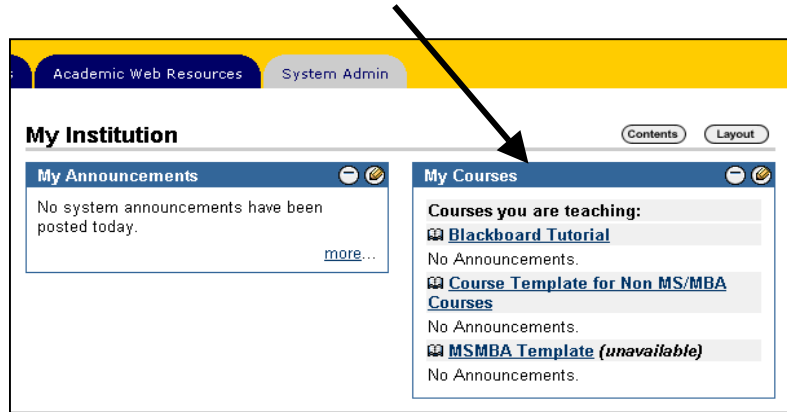 Academic Web Resources
System Admin
My Institution
Contents
Layout
My Announcements
No system announcements have been
posted today.
more...
My Courses
Courses you are teaching:
Blackboard Tutorial
No Announcements.
Course Template for Non MS/MBA
Courses
No Announcements.
MSMBA Template (unavailable)
No Announcements.